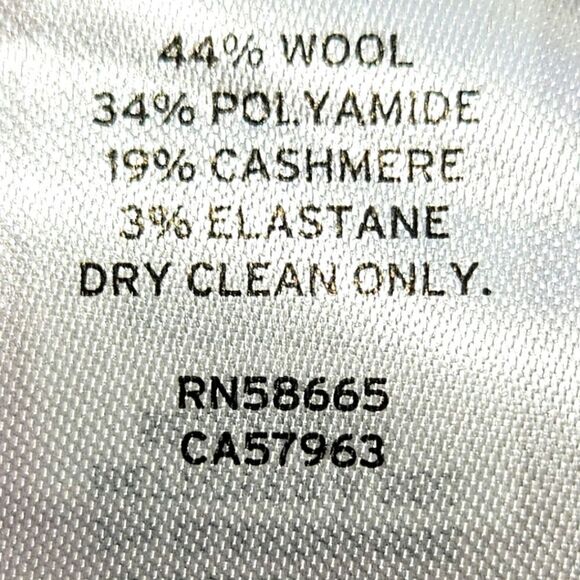 44% WOOL
34% POLYAMIDE
19% CASHMERE
3% ELASTANE
DRY CLEAN ONLY.
RN58665
CA57963